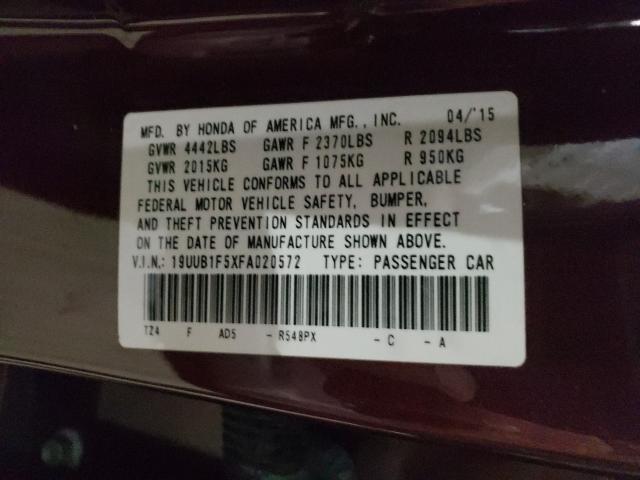 MFD. BY HONDA OF AMERICA MFG., INC. 04/'15
GVWR 4442LBS GAWR F 2370LBS R 2094LBS
GVWR 2015KG GAWR F 1075KG R 950KG
THIS VEHICLE CONFORMS TO ALL APPLICABLE
FEDERAL MOTOR VEHICLE SAFETY, BUMPER,
AND THEFT PREVENTION STANDARDS IN EFFECT
ON THE DATE OF MANUFACTURE SHOWN ABOVE.
V.I.N.: 19UUB1F5XFA020572 TYPE: PASSENGER CAR
TZ4 F AD5 - R548PX - C - A